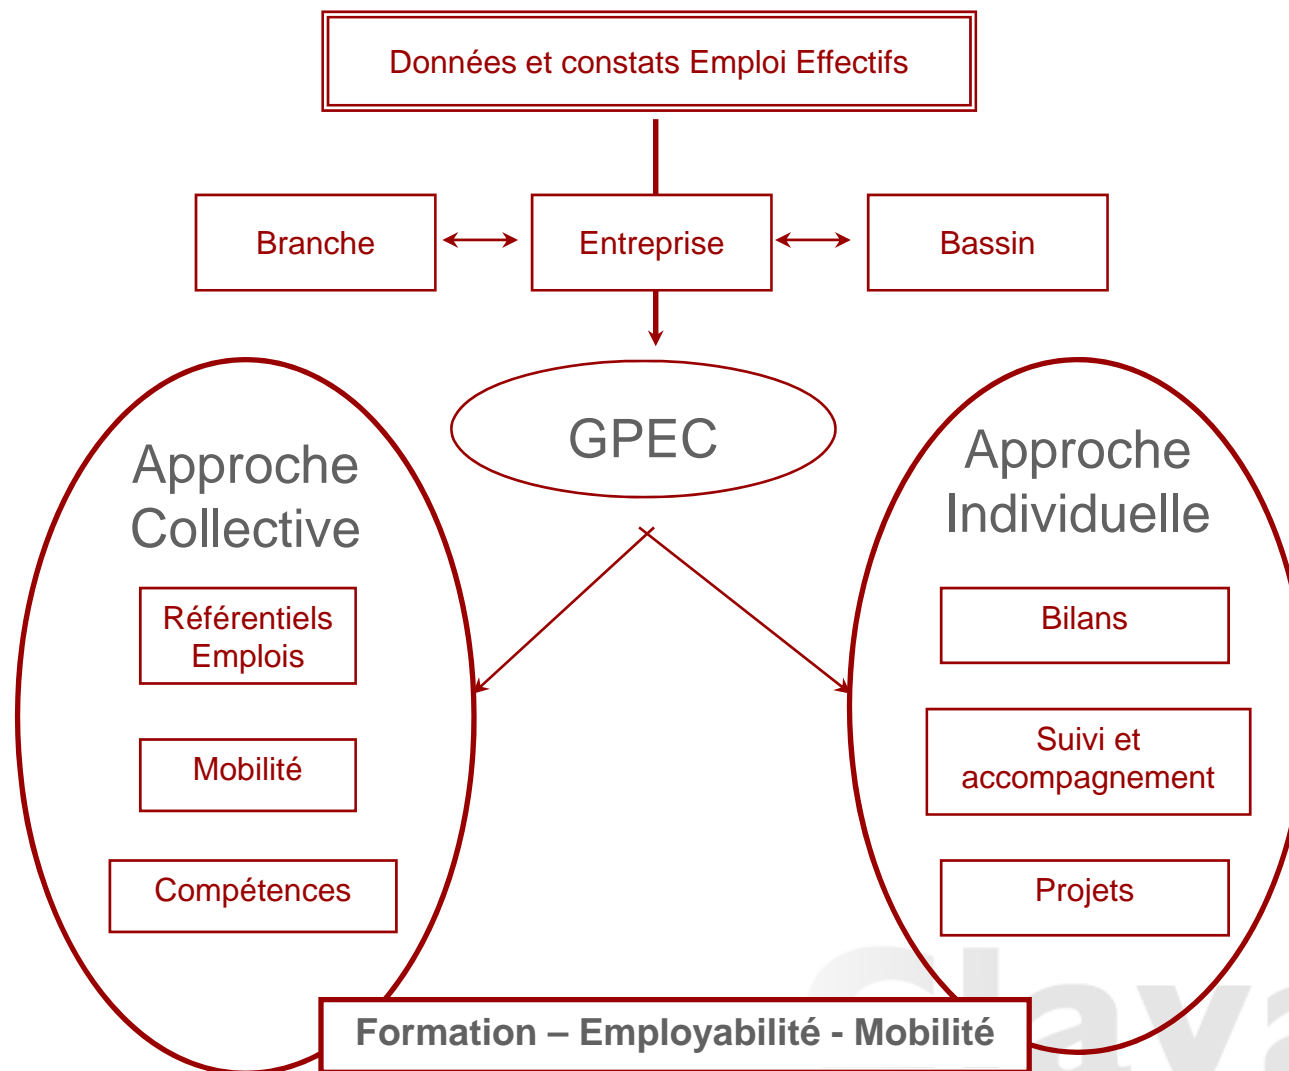 Données et constats Emploi Effectifs
Branche
Entreprise
Bassin
GPEC
Approche
Collective
Référentiels
Emplois
Mobilité
Compétences
Approche
Individuelle
Bilans
Suivi et
accompagnement
Projets
Formation – Employabilité - Mobilité